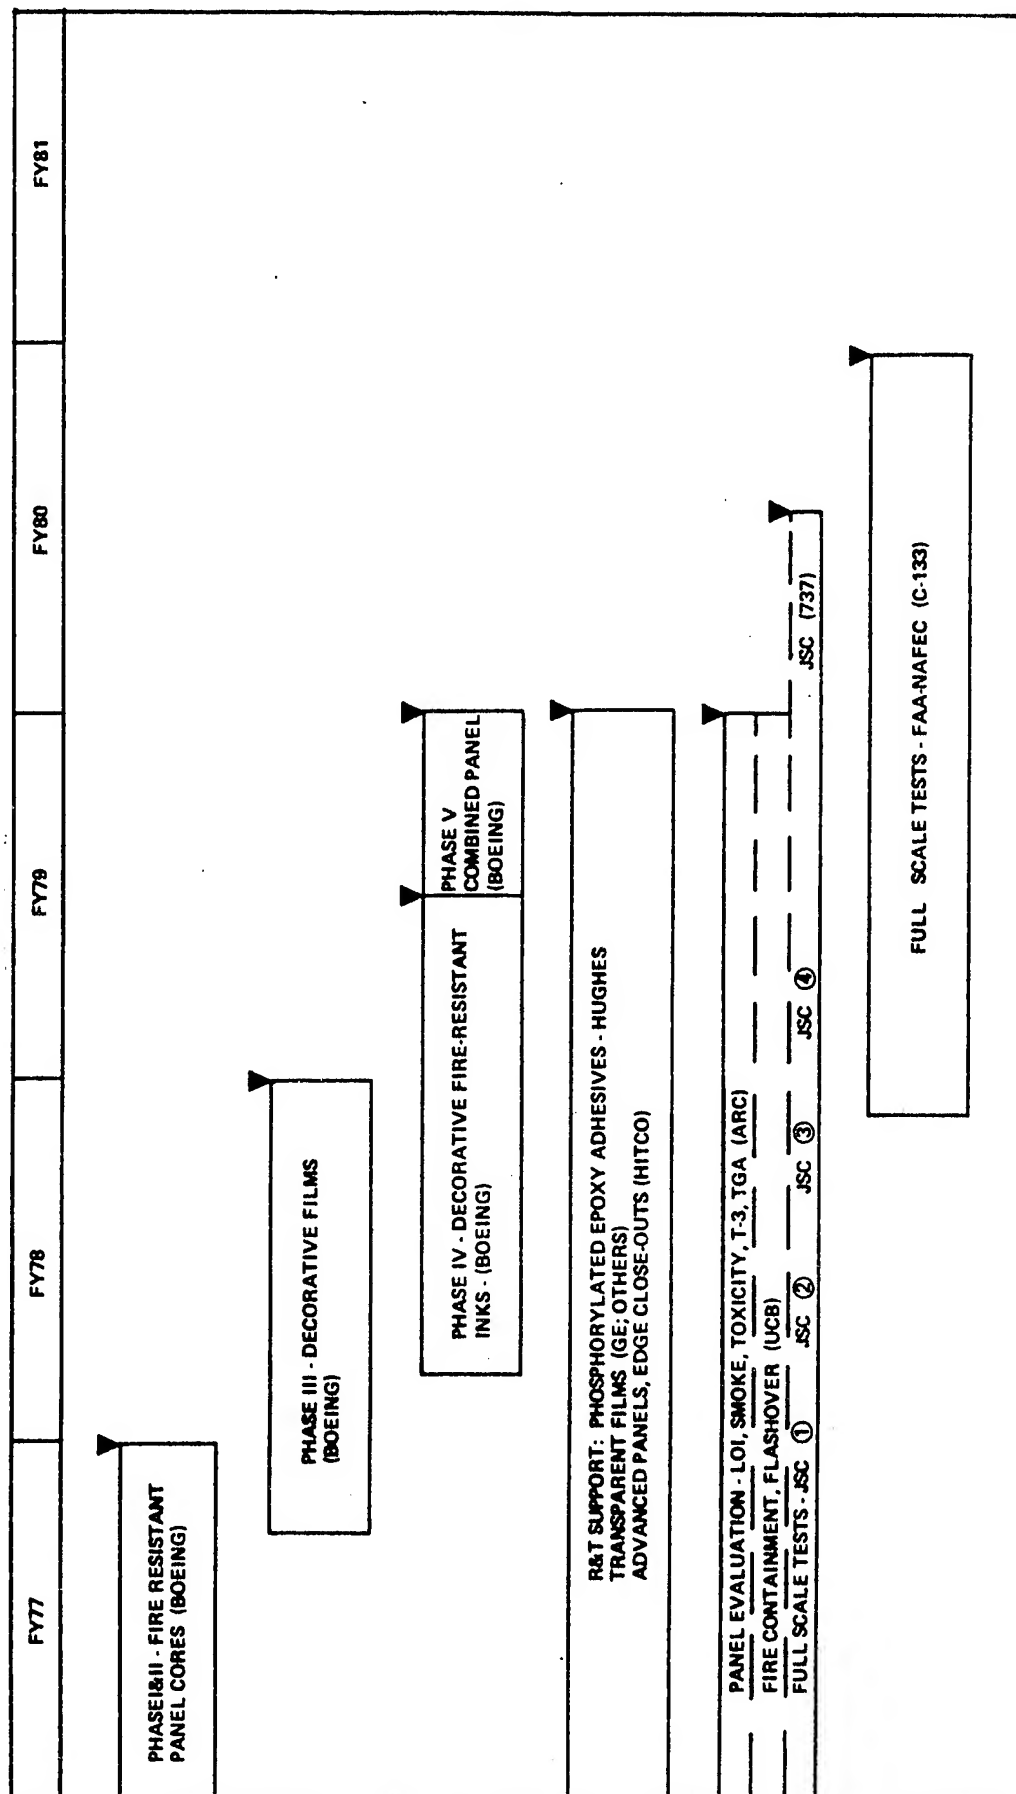 FY77
FY78
FY79
FY80
FY81
PHASE I&II - FIRE RESISTANT
PANEL CORES (BOEING)
PHASE III - DECORATIVE FILMS
(BOEING)
PHASE IV - DECORATIVE FIRE-RESISTANT
INKS - (BOEING)
PHASE V
COMBINED PANEL
(BOEING)
R&T SUPPORT: PHOSPHORYLATED EPOXY ADHESIVES - HUGHES
TRANSPARENT FILMS (GE; OTHERS)
ADVANCED PANELS, EDGE CLOSE-OUTS (HITCO)
PANEL EVALUATION - LOI, SMOKE, TOXICITY, T-3, TGA (ARC)
FIRE CONTAINMENT, FLASHOVER (UCB)
FULL SCALE TESTS - JSC ① JSC ② JSC ③ JSC ④ JSC (737)
FULL SCALE TESTS - FAA-NAFEC (C-133)